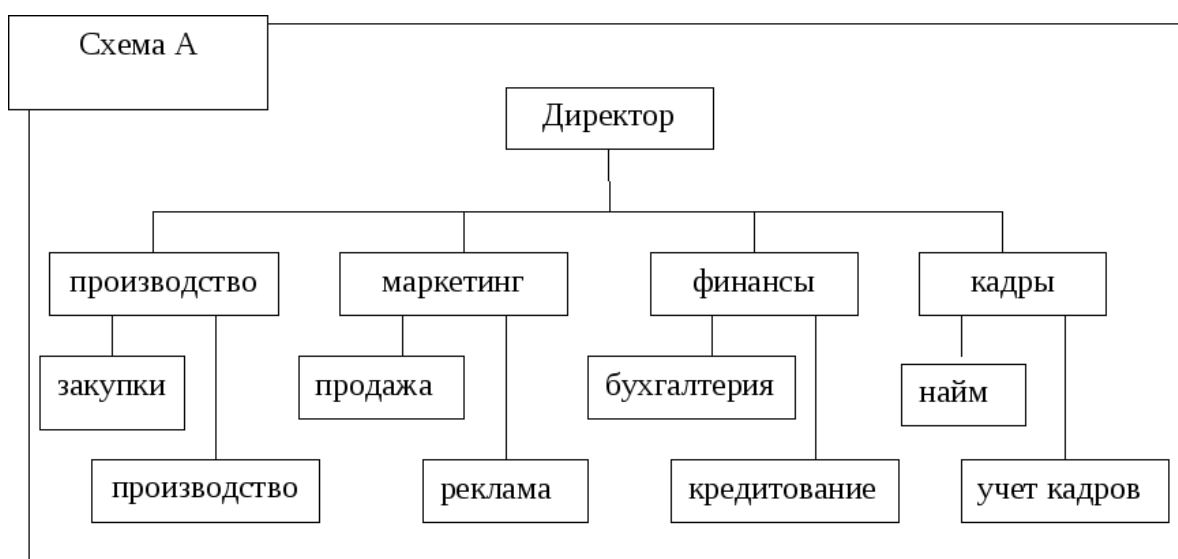 Схема А
Директор
производство
маркетинг
финансы
кадры
закупки
продажа
бухгалтерия
найм
производство
реклама
кредитование
учет кадров